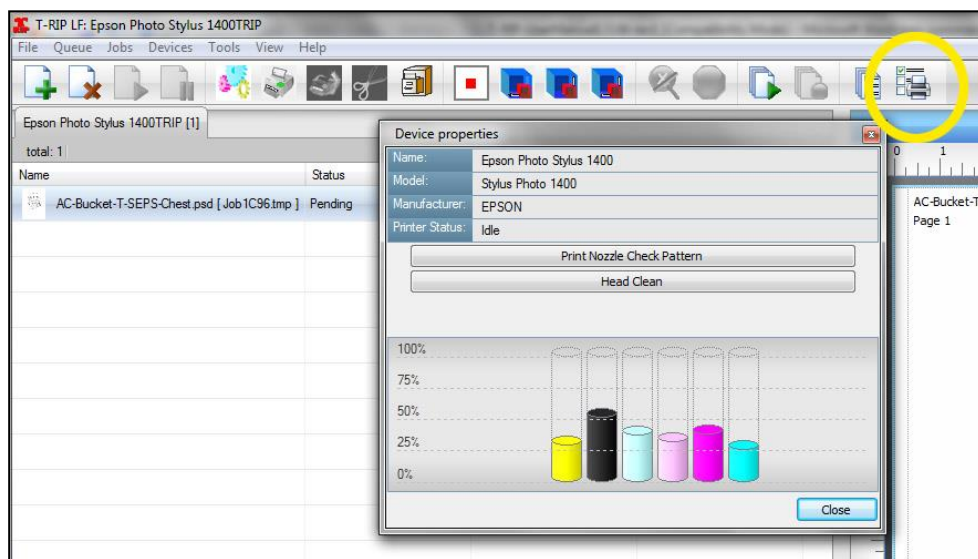 T-RIP LF: Epson Photo Stylus 1400TRIP
File Queue Jobs Devices Tools View Help
Epson Photo Stylus 1400TRIP [1]
total: 1
Name Status
AC-Bucket-T-SEPS-Chest.psd [ Job1C96.tmp ] Pending
Device properties
Name: Epson Photo Stylus 1400
Model: Stylus Photo 1400
Manufacturer: EPSON
Printer Status: Idle
Print Nozzle Check Pattern
Head Clean
100%
75%
50%
25%
0%
Close
0 1
AC-Bucket-T
Page 1